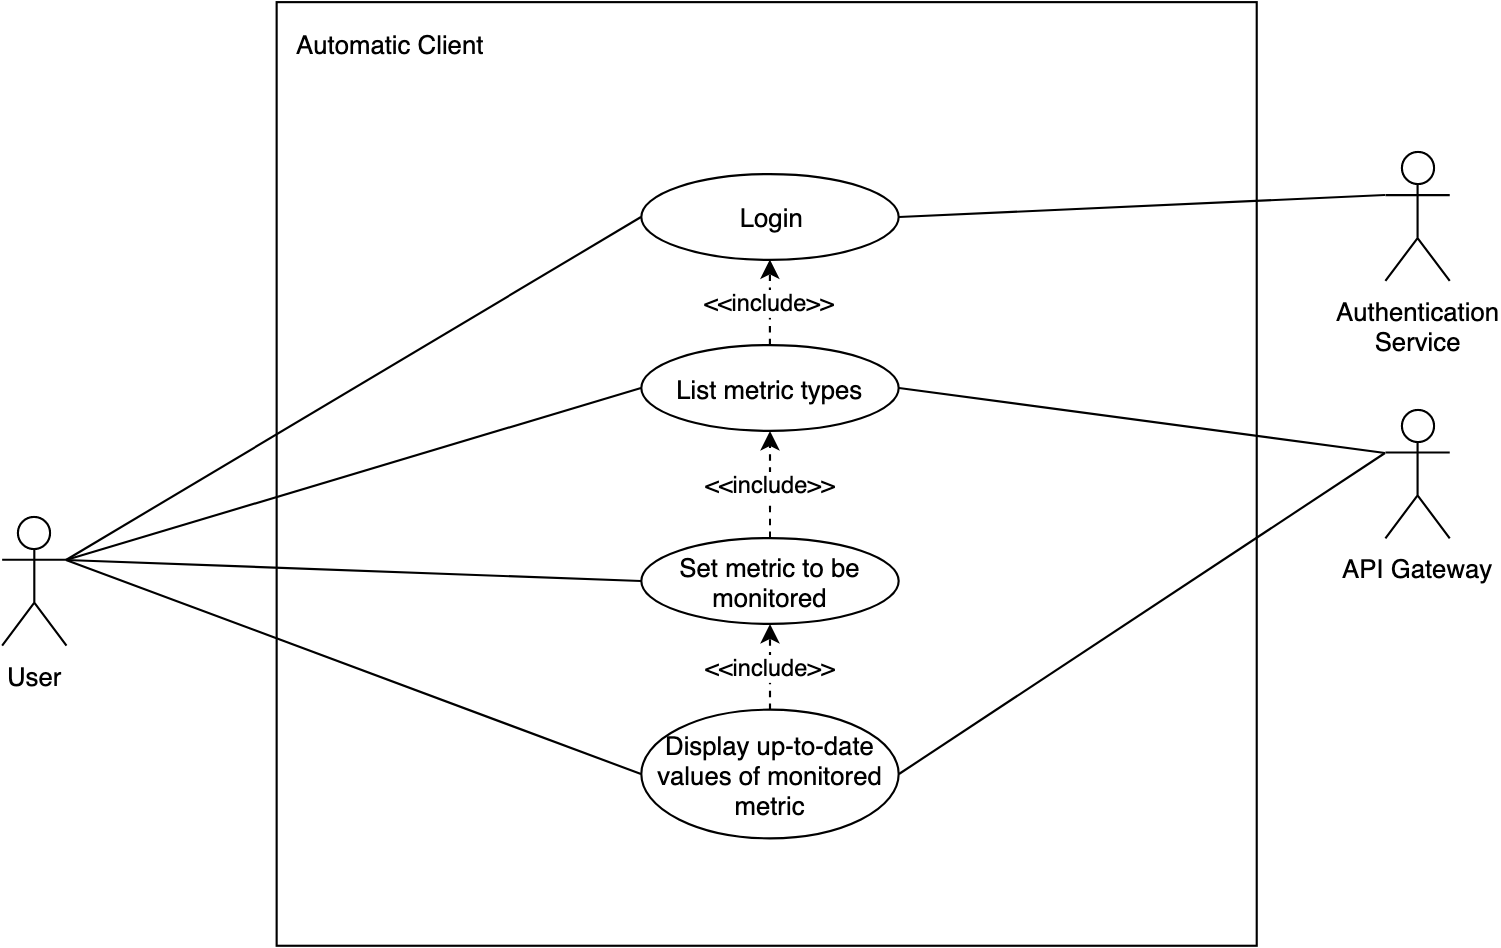 Automatic Client
Login
<<include>>
Authentication
Service
List metric types
<<include>>
API Gateway
Set metric to be
monitored
User
<<include>>
Display up-to-date
values of monitored
metric